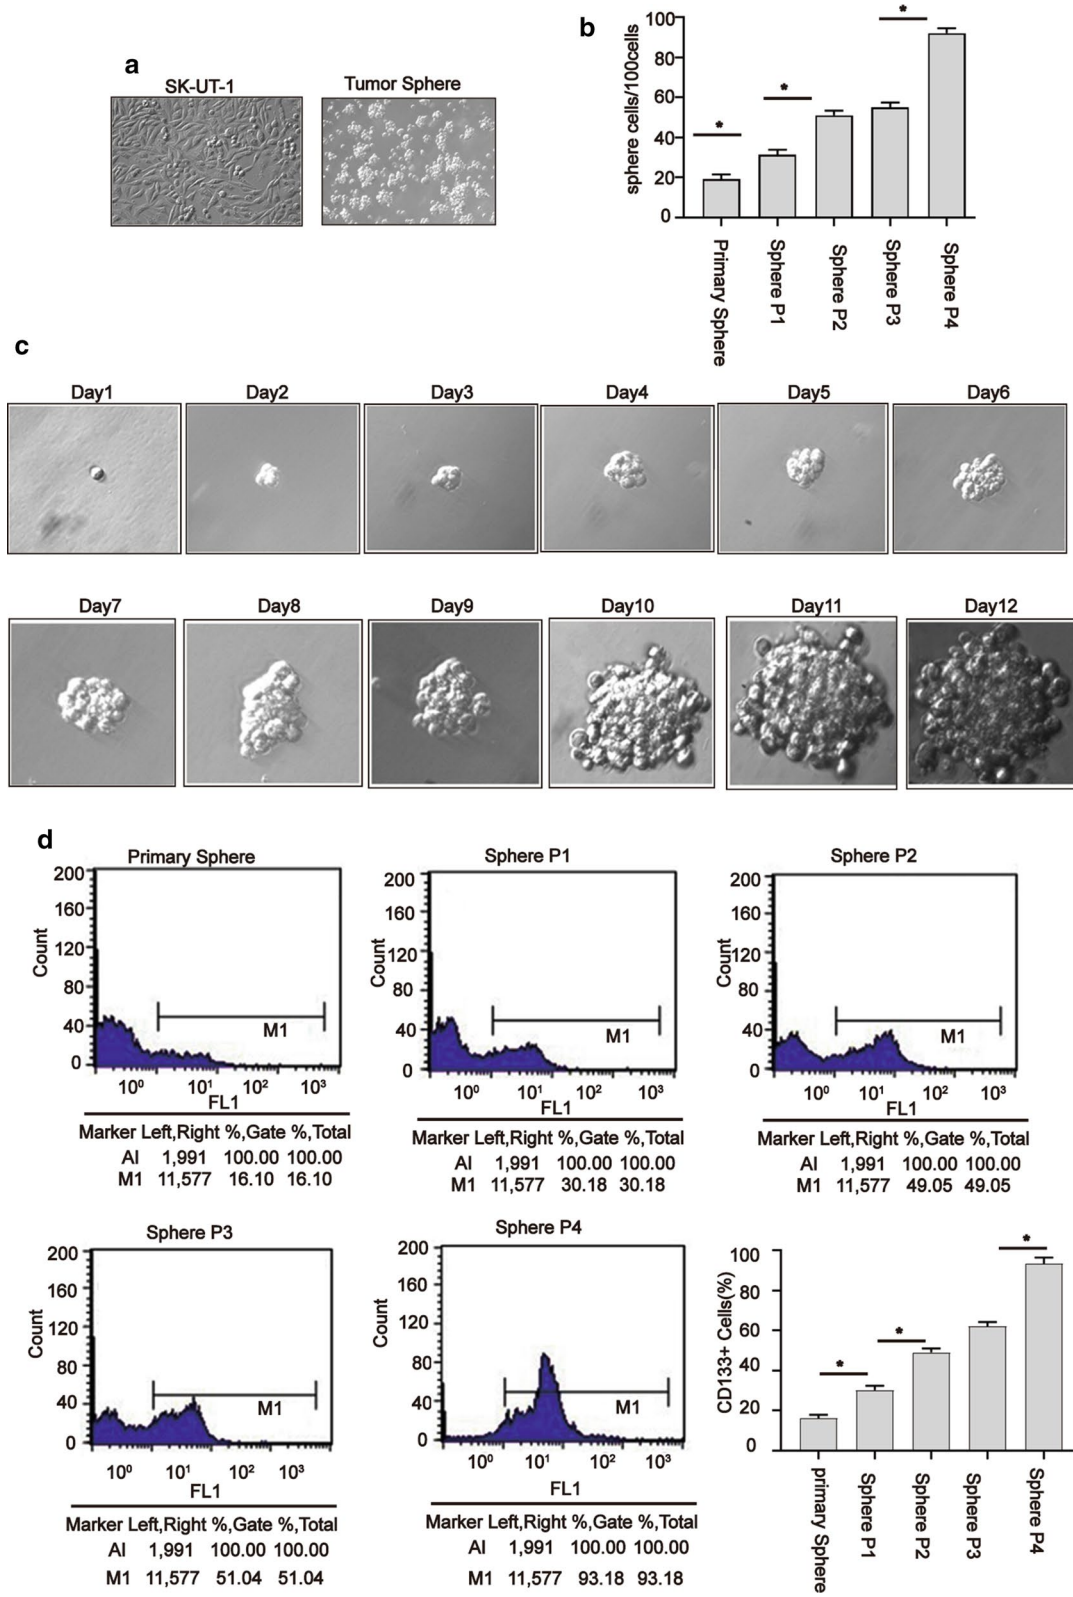 a
SK-UT-1
Tumor Sphere
b
sphere cells/100cells
100
80
60
40
20
0
*
*
*
Primary Sphere
Sphere P1
Sphere P2
Sphere P3
Sphere P4
c
Day1
Day2
Day3
Day4
Day5
Day6
Day7
Day8
Day9
Day10
Day11
Day12
d
Primary Sphere
Count
200
160
120
80
40
0
M1
10⁰ 10¹ 10² 10³
FL1
Marker Left,Right %,Gate %,Total
AI 1,991 100.00 100.00
M1 11,577 16.10 16.10
Sphere P1
Count
200
160
120
80
40
0
M1
10⁰ 10¹ 10² 10³
FL1
Marker Left,Right %,Gate %,Total
AI 1,991 100.00 100.00
M1 11,577 30.18 30.18
Sphere P2
Count
200
160
120
80
40
0
M1
10⁰ 10¹ 10² 10³
FL1
Marker Left,Right %,Gate %,Total
AI 1,991 100.00 100.00
M1 11,577 49.05 49.05
Sphere P3
Count
200
160
120
80
40
0
M1
10⁰ 10¹ 10² 10³
FL1
Marker Left,Right %,Gate %,Total
AI 1,991 100.00 100.00
M1 11,577 51.04 51.04
Sphere P4
Count
200
160
120
80
40
0
M1
10⁰ 10¹ 10² 10³
FL1
Marker Left,Right %,Gate %,Total
AI 1,991 100.00 100.00
M1 11,577 93.18 93.18
CD133+ Cells(%)
100
80
60
40
20
0
*
*
*
primary Sphere
Sphere P1
Sphere P2
Sphere P3
Sphere P4